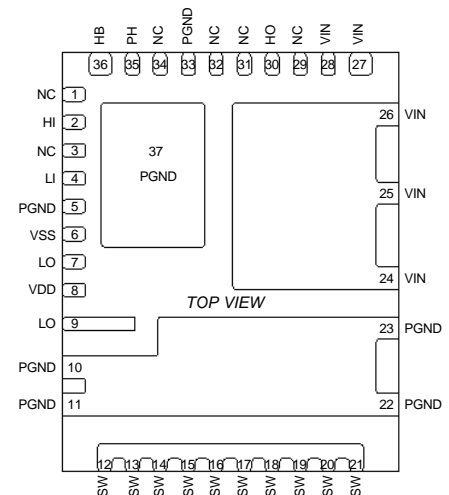 HB PH NC PGND NC NC HO NC VIN VIN
36 35 34 33 32 31 30 29 28 27
NC 1
HI 2
NC 3
LI 4
PGND 5
VSS 6
LO 7
VDD 8
LO 9
PGND 10
PGND 11
37
PGND
26 VIN
25 VIN
24 VIN
TOP VIEW
23 PGND
22 PGND
12 13 14 15 16 17 18 19 20 21
SW SW SW SW SW SW SW SW SW SW